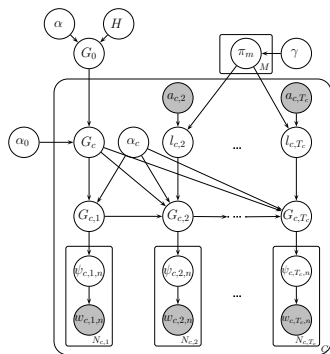 α H
G_0 π_m γ
M
a_{c,2} a_{c,T_c}
α_0 G_c α_c l_{c,2} ... l_{c,T_c}
G_{c,1} G_{c,2} ... G_{c,T_c}
ψ_{c,1,n} ψ_{c,2,n} ψ_{c,T_c,n}
...
w_{c,1,n} w_{c,2,n} w_{c,T_c,n}
N_{c,1} N_{c,2} N_{c,T_c}
C